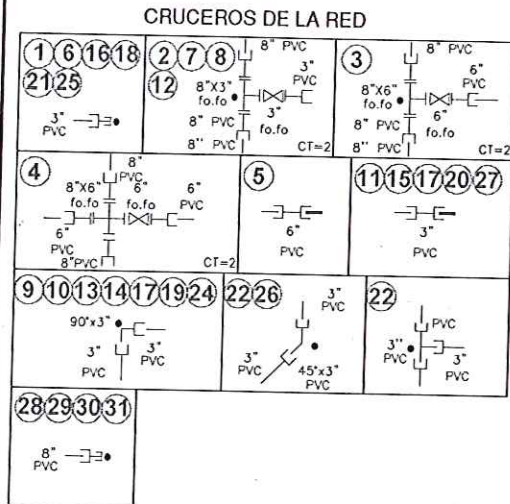 CRUCEROS DE LA RED
1 6 16 18
21 25
3"
PVC
2 7 8
12
8" PVC
3"
PVC
8"X3"
fo.fo
3"
fo.fo
8" PVC
8" PVC
CT=2
3
8" PVC
6"
PVC
8"X6"
fo.fo
6"
fo.fo
8" PVC
8" PVC
CT=2
4
8"
PVC
8"X6"
fo.fo
6"
fo.fo
6"
PVC
6"
PVC
8"PVC
CT=2
5
6"
PVC
11 15 17 20 27
3"
PVC
9 10 13 14 17 19 24
90°x3"
3"
PVC
3"
PVC
22 26
3"
PVC
3"
PVC
45°x3"
PVC
22
PVC
3"
PVC
3"
PVC
28 29 30 31
8"
PVC